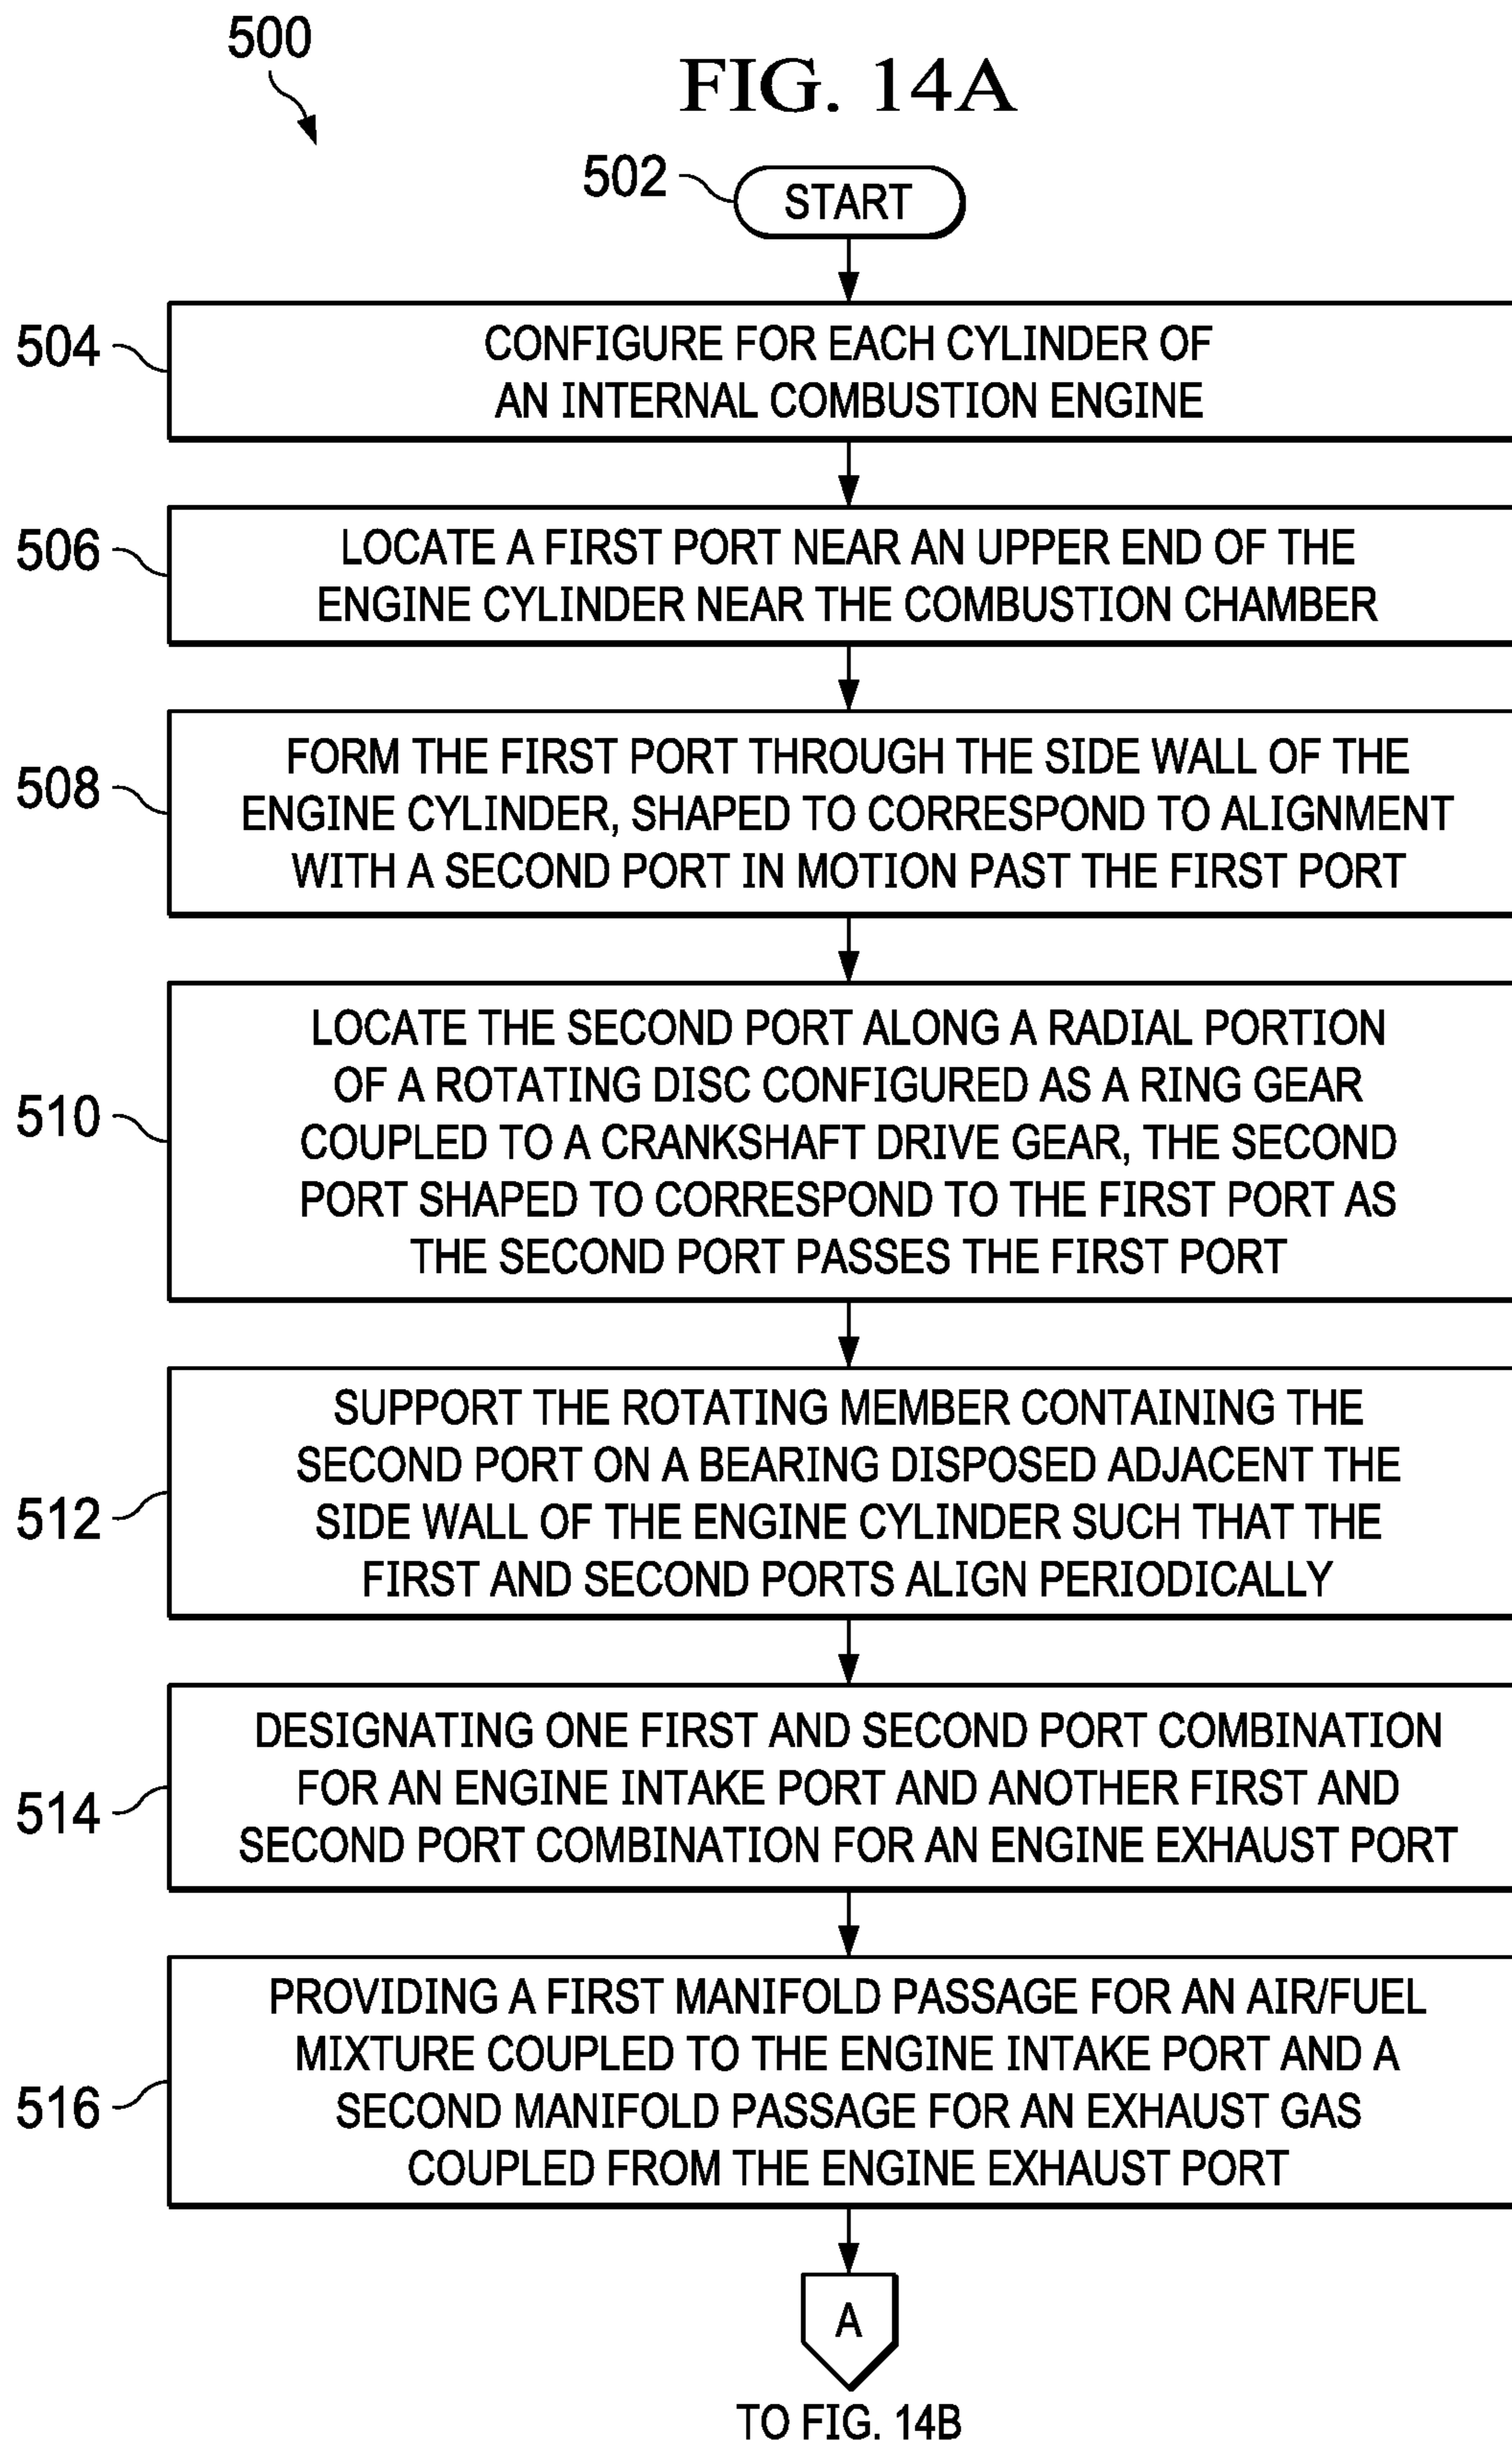 500
FIG. 14A
502
START
504
CONFIGURE FOR EACH CYLINDER OF
AN INTERNAL COMBUSTION ENGINE
506
LOCATE A FIRST PORT NEAR AN UPPER END OF THE
ENGINE CYLINDER NEAR THE COMBUSTION CHAMBER
508
FORM THE FIRST PORT THROUGH THE SIDE WALL OF THE
ENGINE CYLINDER, SHAPED TO CORRESPOND TO ALIGNMENT
WITH A SECOND PORT IN MOTION PAST THE FIRST PORT
510
LOCATE THE SECOND PORT ALONG A RADIAL PORTION
OF A ROTATING DISC CONFIGURED AS A RING GEAR
COUPLED TO A CRANKSHAFT DRIVE GEAR, THE SECOND
PORT SHAPED TO CORRESPOND TO THE FIRST PORT AS
THE SECOND PORT PASSES THE FIRST PORT
512
SUPPORT THE ROTATING MEMBER CONTAINING THE
SECOND PORT ON A BEARING DISPOSED ADJACENT THE
SIDE WALL OF THE ENGINE CYLINDER SUCH THAT THE
FIRST AND SECOND PORTS ALIGN PERIODICALLY
514
DESIGNATING ONE FIRST AND SECOND PORT COMBINATION
FOR AN ENGINE INTAKE PORT AND ANOTHER FIRST AND
SECOND PORT COMBINATION FOR AN ENGINE EXHAUST PORT
516
PROVIDING A FIRST MANIFOLD PASSAGE FOR AN AIR/FUEL
MIXTURE COUPLED TO THE ENGINE INTAKE PORT AND A
SECOND MANIFOLD PASSAGE FOR AN EXHAUST GAS
COUPLED FROM THE ENGINE EXHAUST PORT
A
TO FIG. 14B